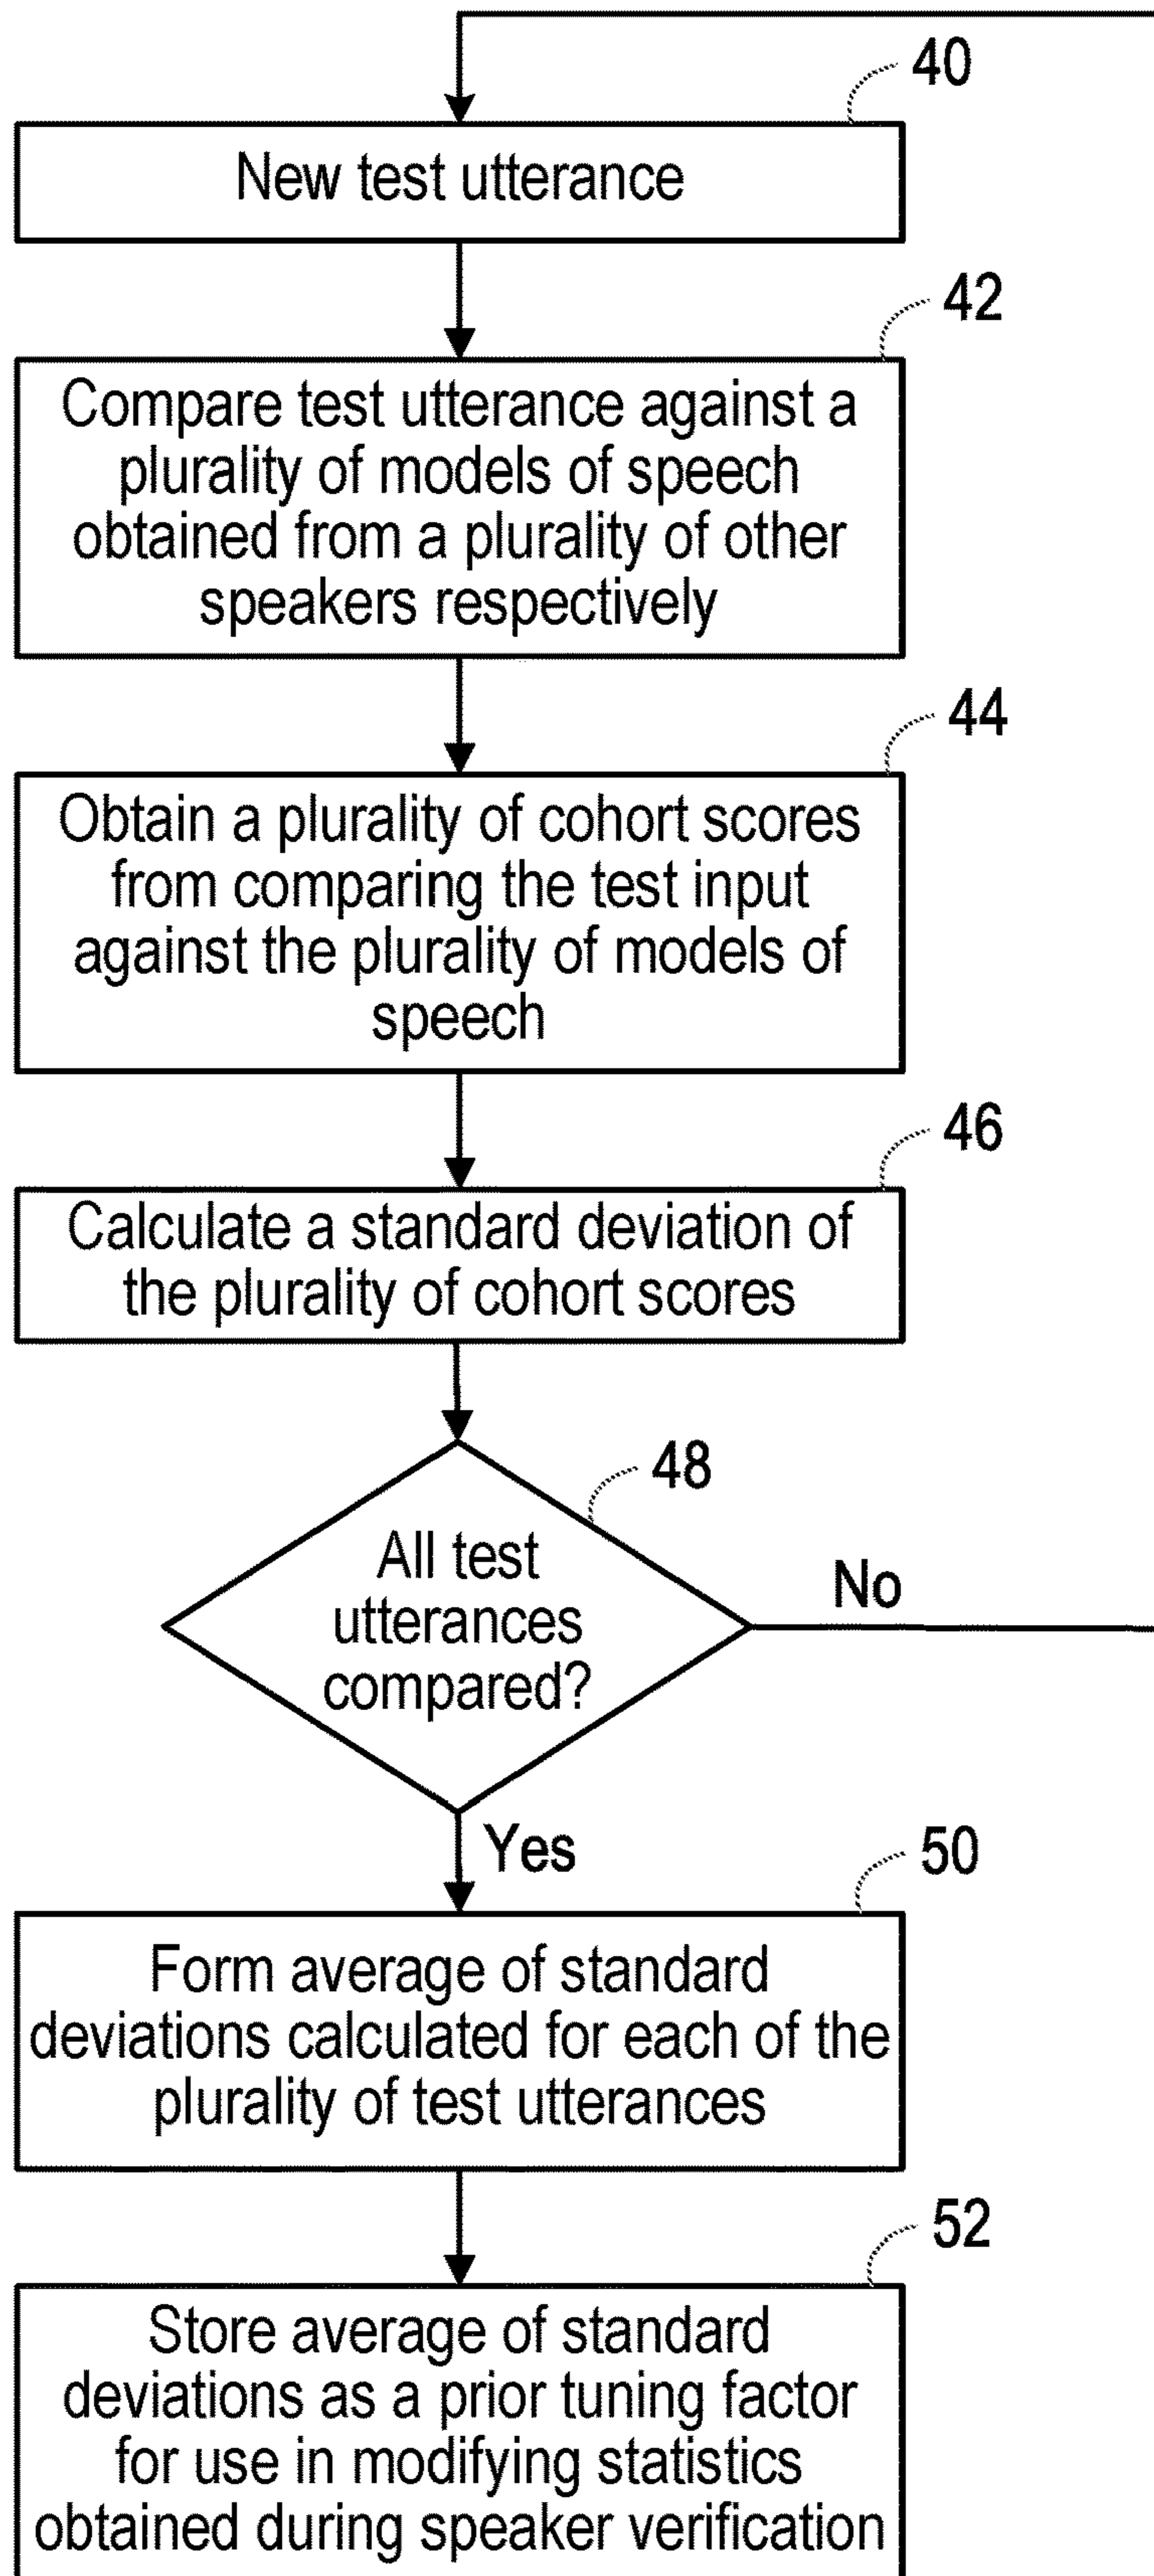 40
New test utterance
42
Compare test utterance against a
plurality of models of speech
obtained from a plurality of other
speakers respectively
44
Obtain a plurality of cohort scores
from comparing the test input
against the plurality of models of
speech
46
Calculate a standard deviation of
the plurality of cohort scores
48
All test
utterances
compared?
No
Yes
50
Form average of standard
deviations calculated for each of the
plurality of test utterances
52
Store average of standard
deviations as a prior tuning factor
for use in modifying statistics
obtained during speaker verification